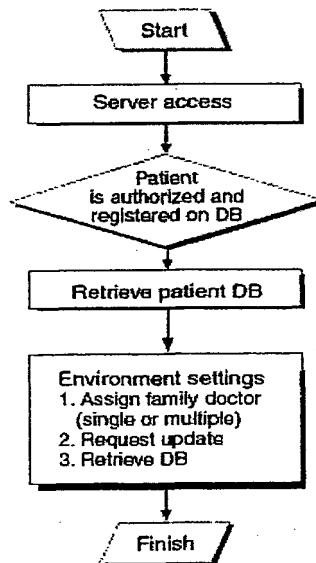 Start
Server access
Patient
is authorized and
registered on DB
Retrieve patient DB
Environment settings
1. Assign family doctor
(single or multiple)
2. Request update
3. Retrieve DB
Finish